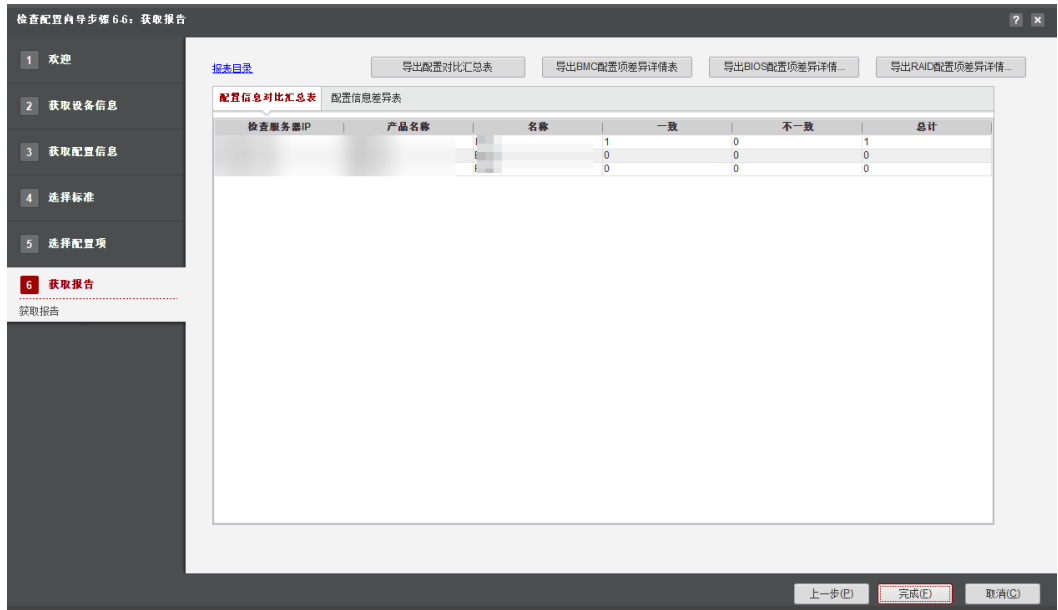 检查配置向导步骤 6-6：获取报告
1 欢迎
2 获取设备信息
3 获取配置信息
4 选择标准
5 选择配置项
6 获取报告
获取报告
报表目录 导出配置对比汇总表 导出BMC配置项差异详情表 导出BIOS配置项差异详情... 导出RAID配置项差异详情...
配置信息对比汇总表 配置信息差异表
检查服务器IP 产品名称 名称 一致 不一致 总计
1 0 1
0 0 0
0 0 0
上一步(P) 完成(F) 取消(C)